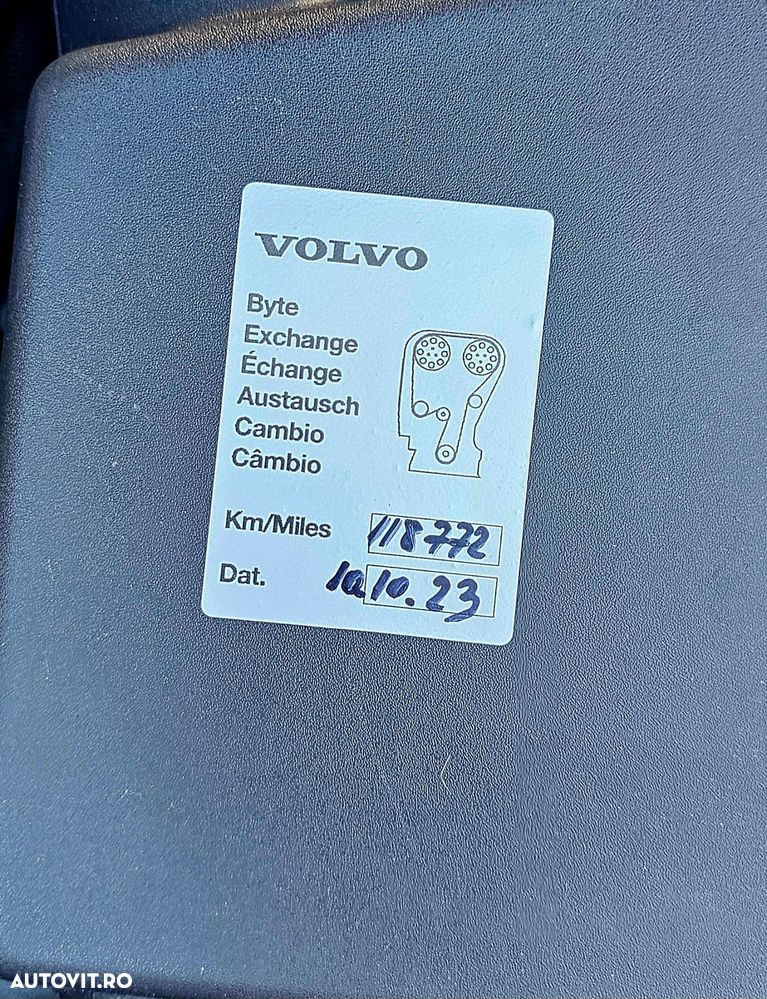 VOLVO
Byte
Exchange
Échange
Austausch
Cambio
Câmbio
Km/Miles 118772
Dat. 10.10.23
AUTOVIT.RO